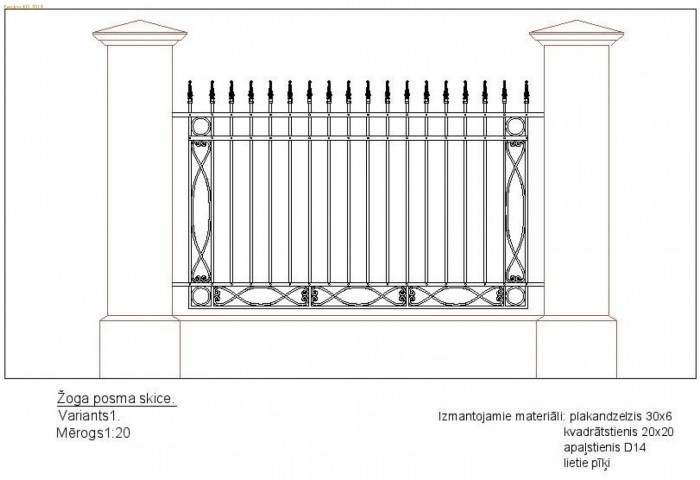 Žoga posma skice.
Variants1.
Mērogs1:20
Izmantojamie materiāli: plakandzelzis 30x6
kvadrātstienis 20x20
apaļstienis D14
lietie pīķi